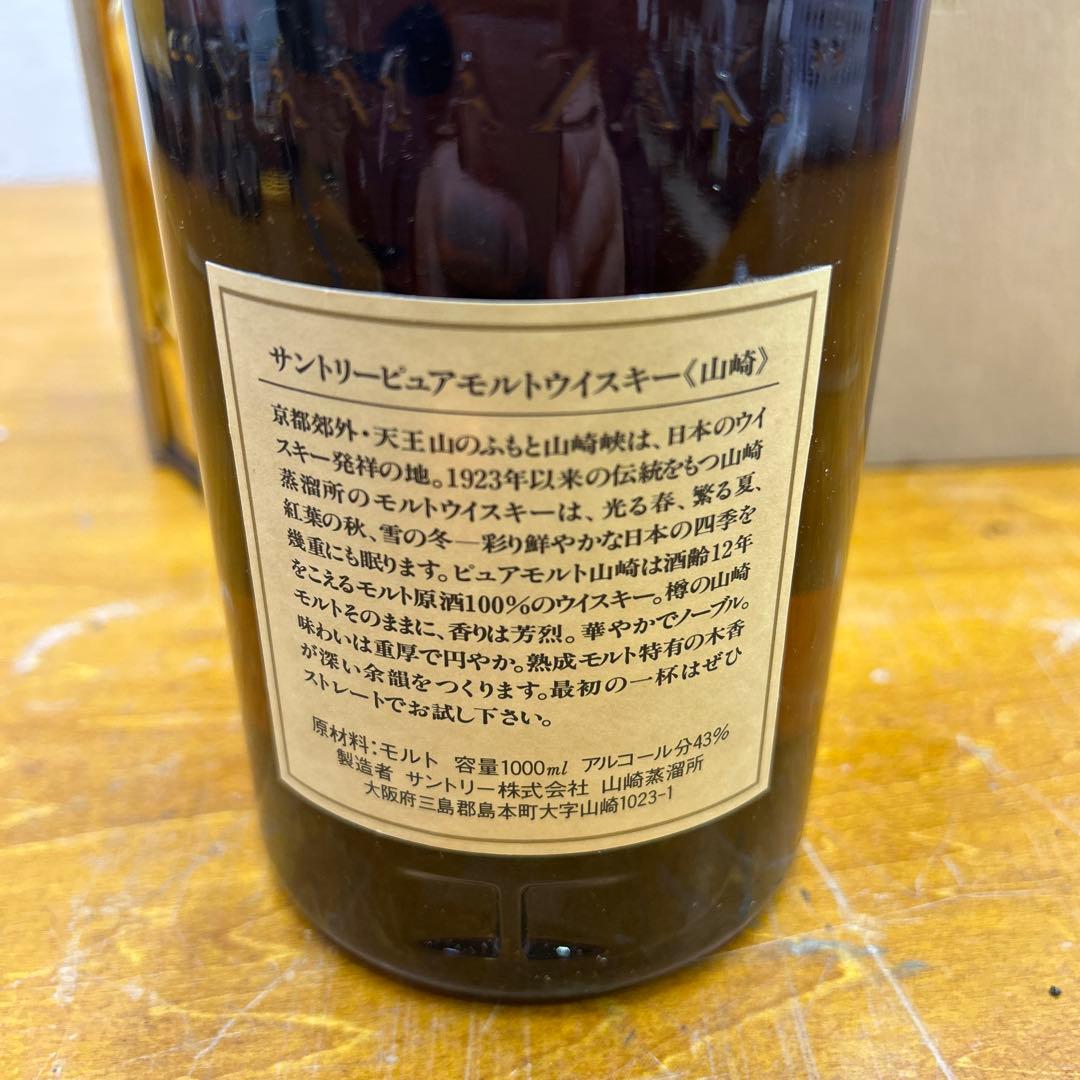 "YAMAZAKI"
サントリーピュアモルトウイスキー《山崎》
京都郊外・天王山のふもと山崎峡は、日本のウイ
スキー発祥の地。1923年以来の伝統をもつ山崎
蒸溜所のモルトウイスキーは、光る春、繁る夏、
紅葉の秋、雪の冬―彩り鮮やかな日本の四季を
幾重にも眠ります。ピュアモルト山崎は酒齢12年
をこえるモルト原酒100%のウイスキー。樽の山崎
モルトそのままに、香りは芳烈。華やかでノーブル。
味わいは重厚で円やか。熟成モルト特有の木香
が深い余韻をつくります。最初の一杯はぜひ
ストレートでお試し下さい。
原材料:モルト 容量1000ml アルコール分43%
製造者 サントリー株式会社 山崎蒸溜所
大阪府三島郡島本町大字山崎1023-1